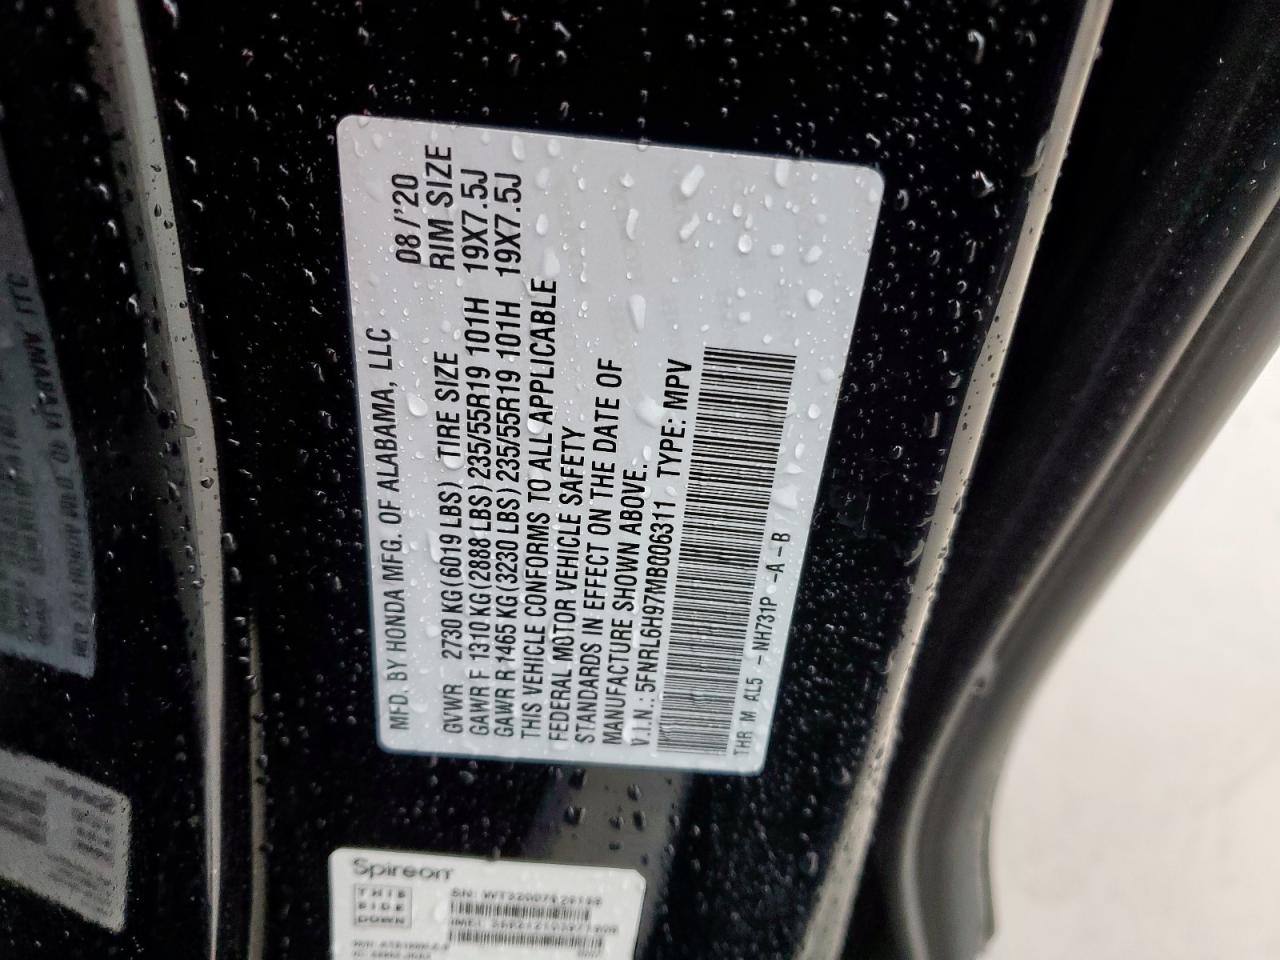 MFD. BY HONDA MFG. OF ALABAMA, LLC 08/'20
GVWR 2730 KG (6019 LBS) TIRE SIZE RIM SIZE
GAWR F 1310 KG (2888 LBS) 235/55R19 101H 19X7.5J
GAWR R 1465 KG (3230 LBS) 235/55R19 101H 19X7.5J
THIS VEHICLE CONFORMS TO ALL APPLICABLE
FEDERAL MOTOR VEHICLE SAFETY
STANDARDS IN EFFECT ON THE DATE OF
MANUFACTURE SHOWN ABOVE.
V.I.N.: 5FNRL6H97MB006311 TYPE: MPV
THR M AL5 - NH731P -A -B
Spireon
THIS
SIDE
DOWN
SN:
IMEI: